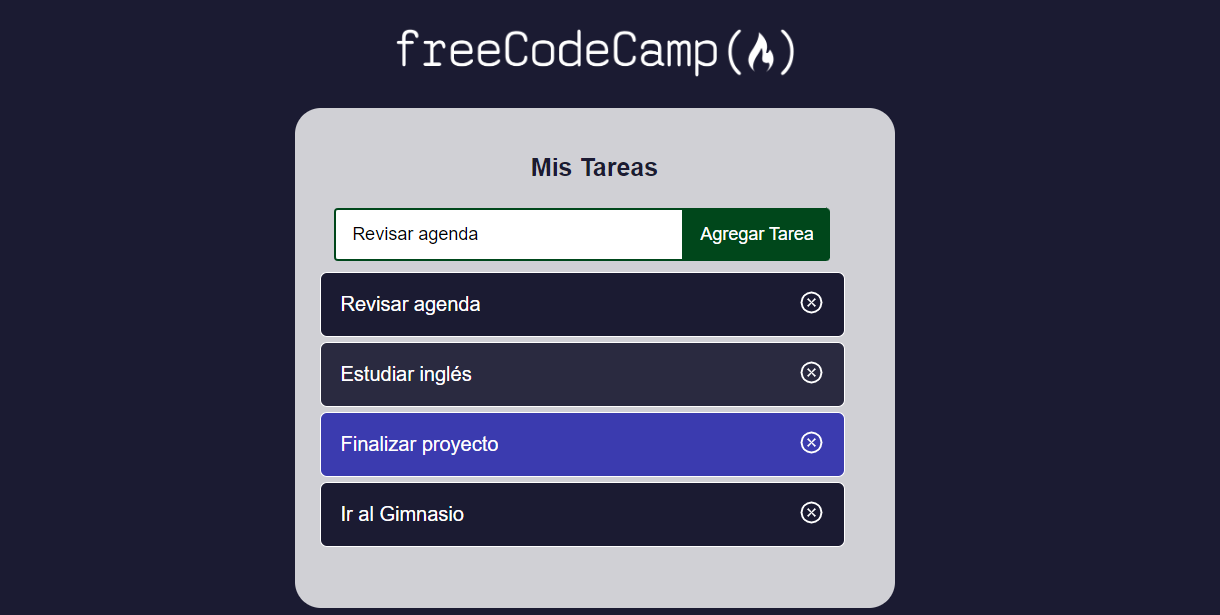 freeCodeCamp
Mis Tareas
Revisar agenda
Agregar Tarea
Revisar agenda
Estudiar inglés
Finalizar proyecto
Ir al Gimnasio